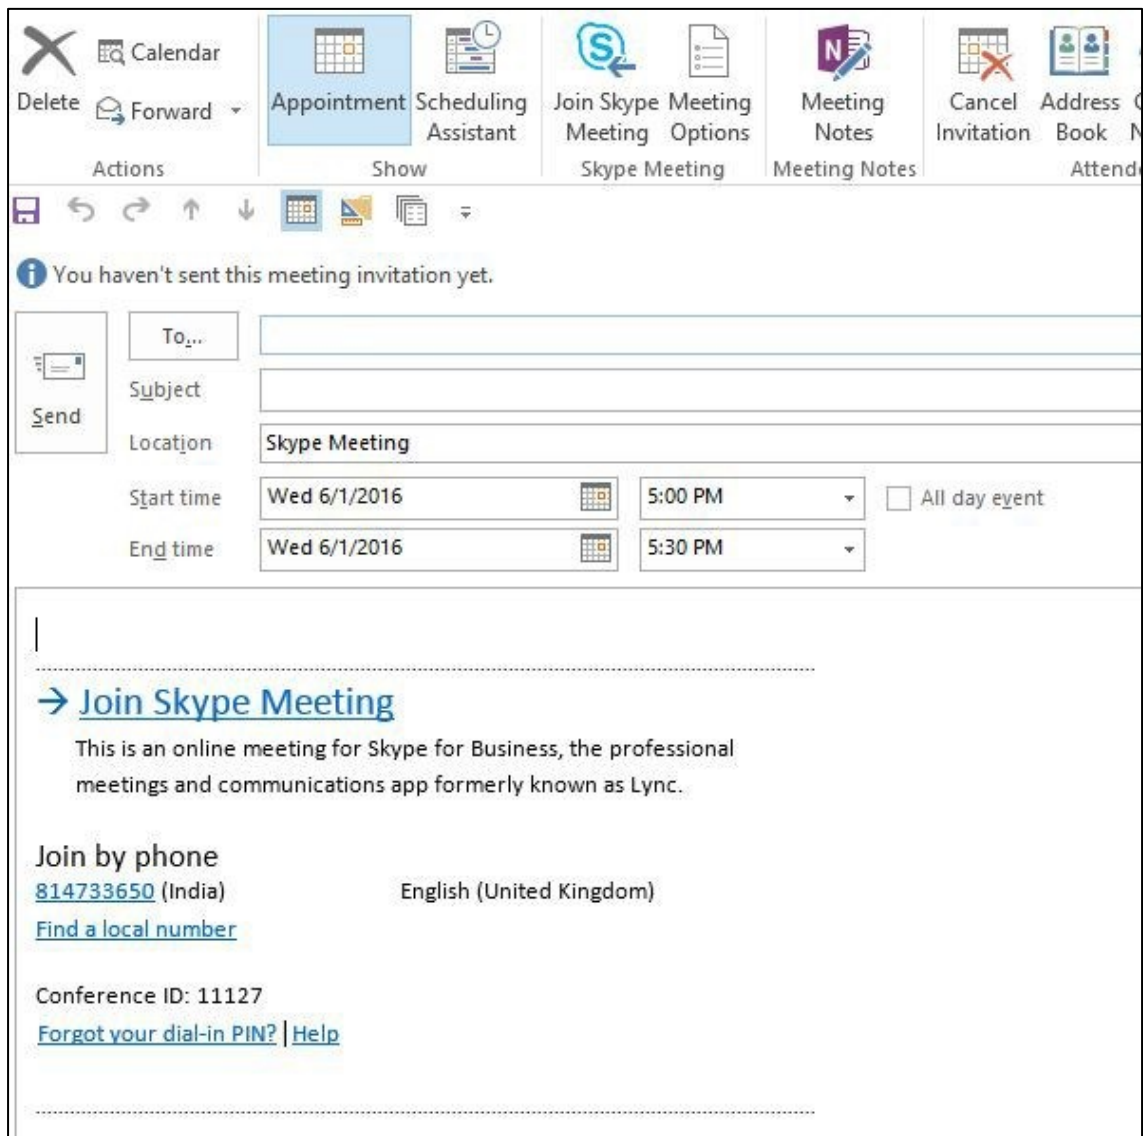 Delete
Calendar
Forward
Actions
Appointment
Scheduling
Assistant
Show
Join Skype
Meeting
Meeting
Options
Skype Meeting
N
Meeting
Notes
Meeting Notes
Cancel
Invitation
Address
Book
You haven't sent this meeting invitation yet.
Send
To...
Subject
Location Skype Meeting
Start time Wed 6/1/2016 5:00 PM All day event
End time Wed 6/1/2016 5:30 PM
→ Join Skype Meeting
This is an online meeting for Skype for Business, the professional
meetings and communications app formerly known as Lync.
Join by phone
814733650 (India) English (United Kingdom)
Find a local number
Conference ID: 11127
Forgot your dial-in PIN? | Help